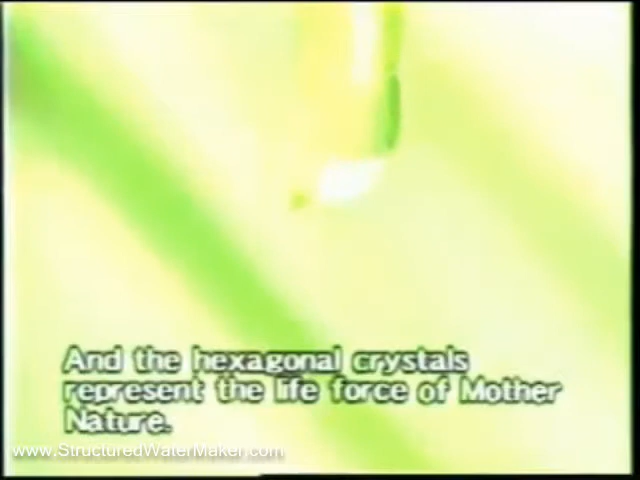 And the hexagonal crystals
represent the life force of Mother
Nature.
www.StructuredWaterMaker.com